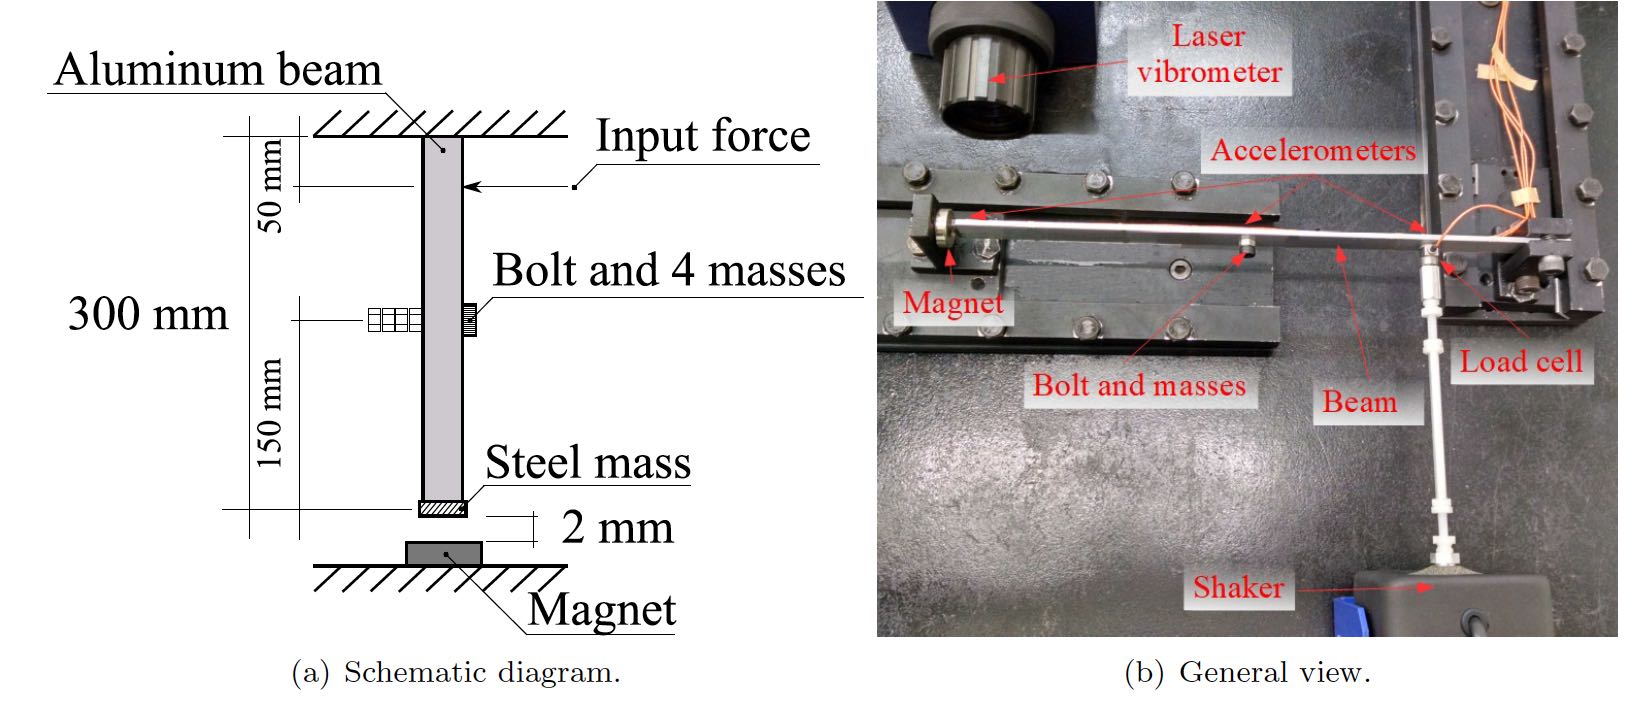 Aluminum beam
Input force
50 mm
Bolt and 4 masses
300 mm
150 mm
Steel mass
2 mm
Magnet
(a) Schematic diagram.
Laser
vibrometer
Accelerometers
Magnet
Bolt and masses
Load cell
Beam
Shaker
(b) General view.